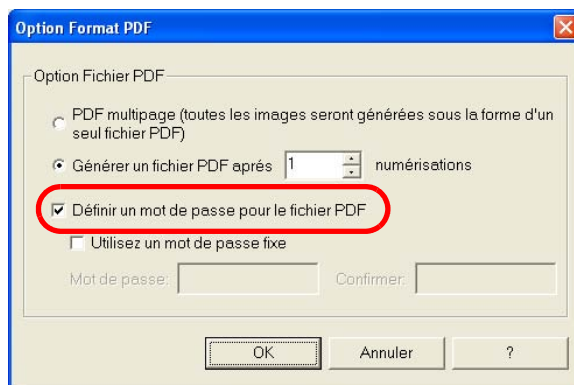 Option Format PDF
Option Fichier PDF
PDF multipage (toutes les images seront générées sous la forme d'un
seul fichier PDF)
Générer un fichier PDF aprés 1 numérisations
Définir un mot de passe pour le fichier PDF
Utilisez un mot de passe fixe
Mot de passe: Confirmer:
OK Annuler ?